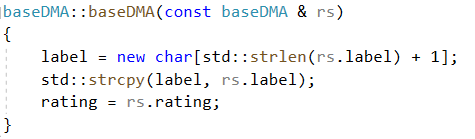 baseDMA::baseDMA(const baseDMA & rs)
{
    label = new char[std::strlen(rs.label) + 1];
    std::strcpy(label, rs.label);
    rating = rs.rating;
}